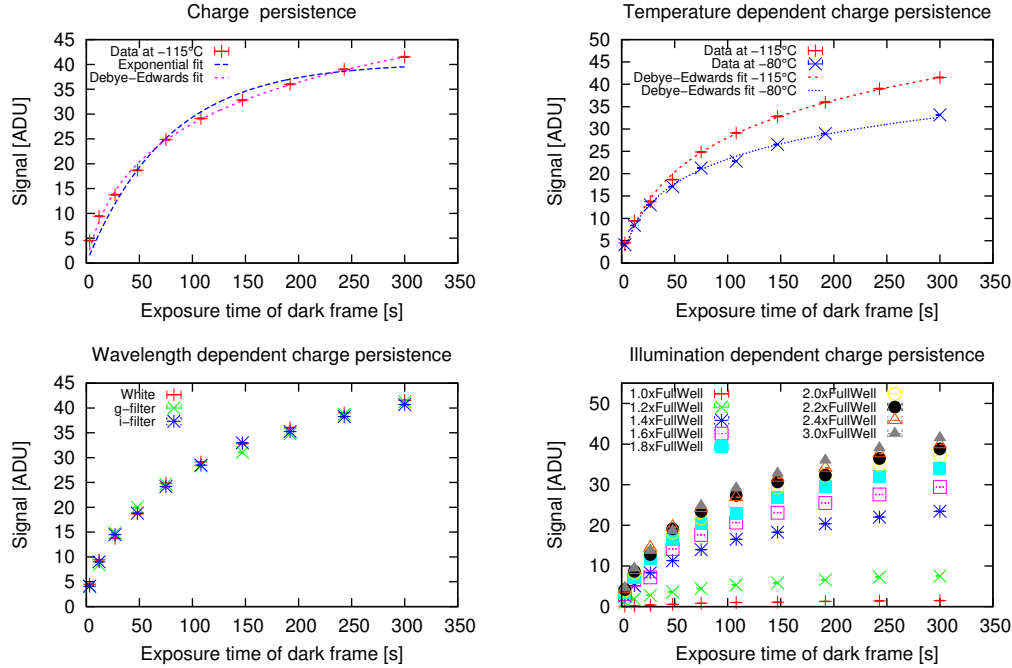 Charge persistence
Signal [ADU]
45
40
35
30
25
20
15
10
5
0
Data at −115°C
Exponential fit
Debye−Edwards fit
0 50 100 150 200 250 300 350
Exposure time of dark frame [s]
Temperature dependent charge persistence
Signal [ADU]
50
45
40
35
30
25
20
15
10
5
0
Data at −115°C
Data at −80°C
Debye−Edwards fit −115°C
Debye−Edwards fit −80°C
0 50 100 150 200 250 300 350
Exposure time of dark frame [s]
Wavelength dependent charge persistence
Signal [ADU]
45
40
35
30
25
20
15
10
5
0
White
g−filter
i−filter
0 50 100 150 200 250 300 350
Exposure time of dark frame [s]
Illumination dependent charge persistence
Signal [ADU]
50
40
30
20
10
0
1.0xFullWell
1.2xFullWell
1.4xFullWell
1.6xFullWell
1.8xFullWell
2.0xFullWell
2.2xFullWell
2.4xFullWell
3.0xFullWell
0 50 100 150 200 250 300 350
Exposure time of dark frame [s]